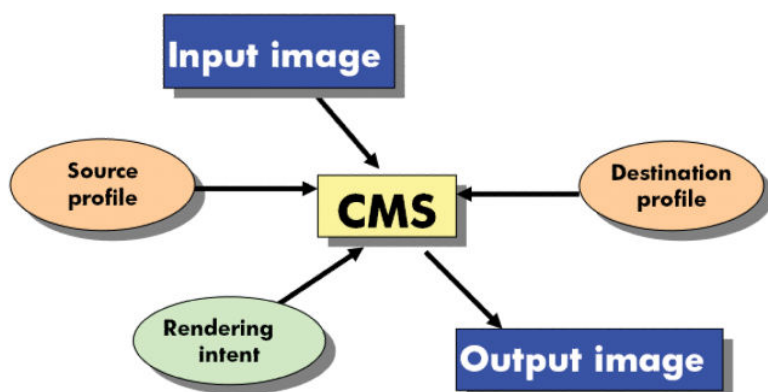 Input image
Source
profile
Destination
profile
CMS
Rendering
intent
Output image